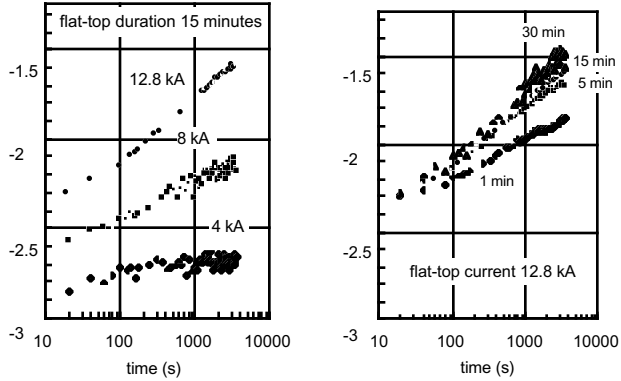 flat-top duration 15 minutes
-1.5
12.8 kA
8 kA
-2
4 kA
-2.5
-3
10
100
1000
10000
time (s)
30 min
-1.5
15 min
5 min
-2
1 min
-2.5
flat-top current 12.8 kA
-3
10
100
1000
10000
time (s)